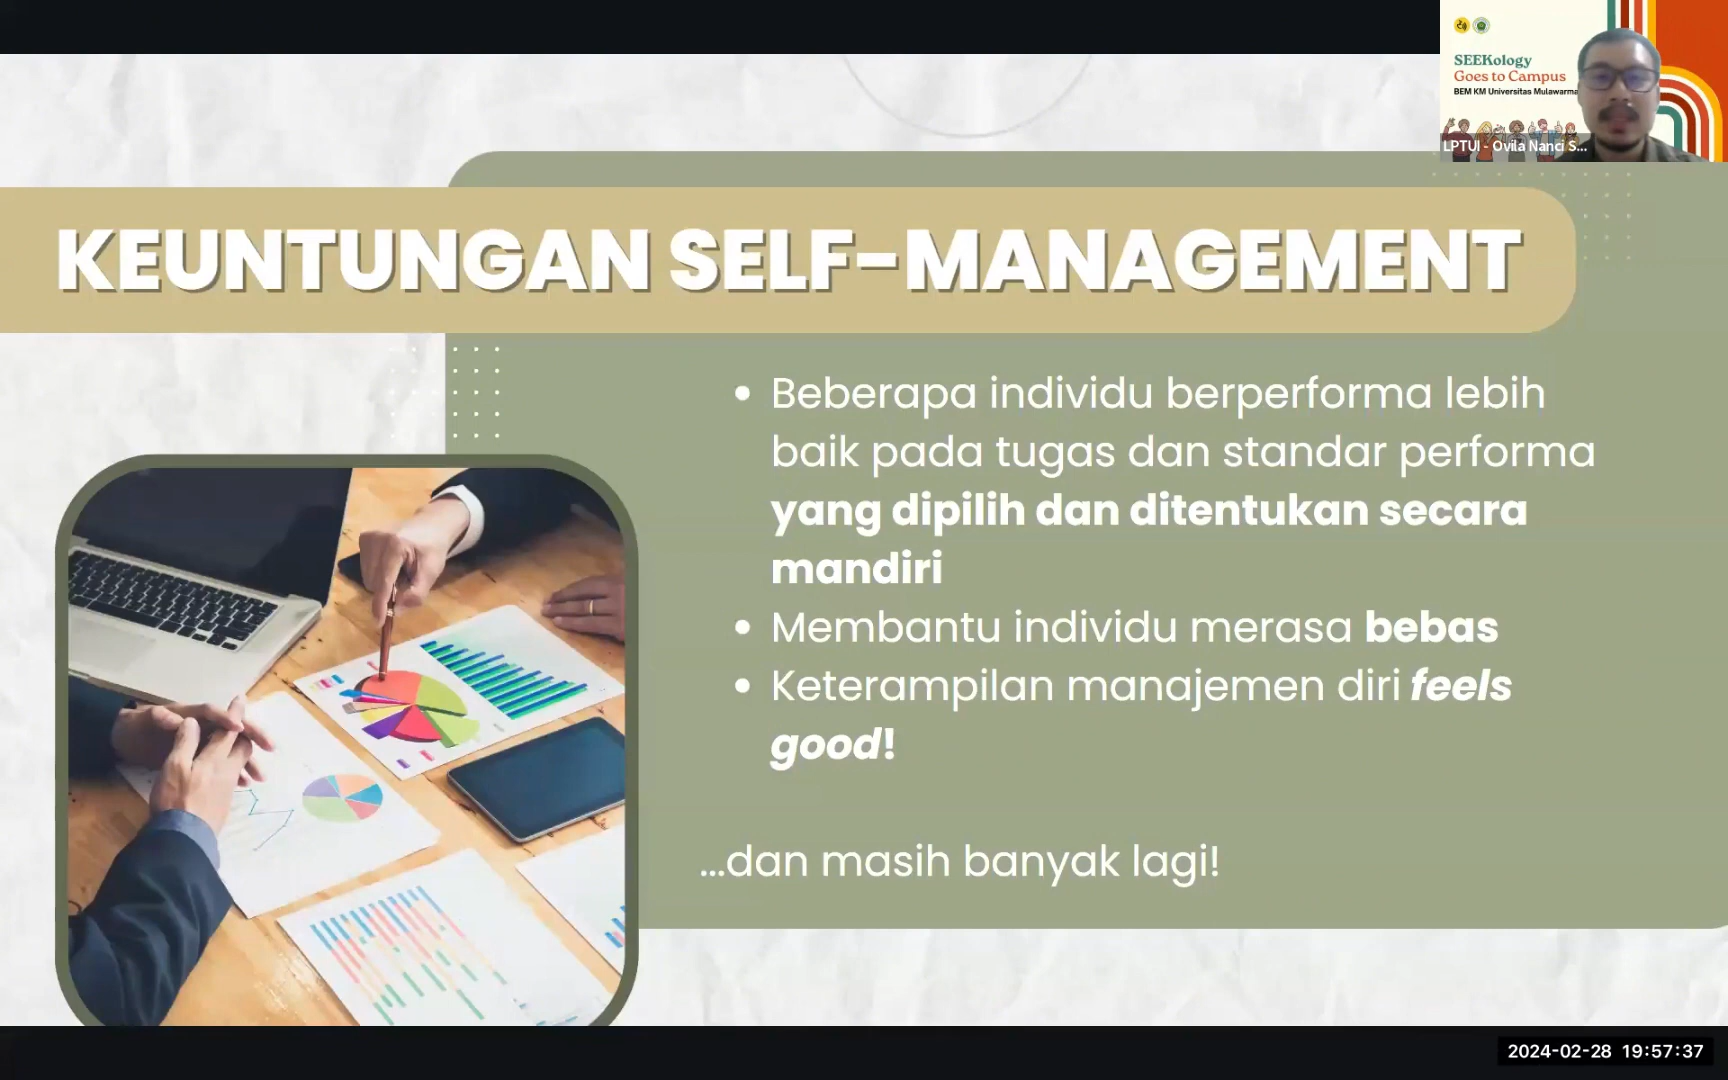 SEEKology
Goes to Campus
BEM KM Universitas Mulawarma
LPTUI - Ovila Nanci S...
KEUNTUNGAN SELF-MANAGEMENT
• Beberapa individu berperforma lebih
baik pada tugas dan standar performa
yang dipilih dan ditentukan secara
mandiri
• Membantu individu merasa bebas
• Keterampilan manajemen diri feels
good!
...dan masih banyak lagi!
2024-02-28 19:57:37